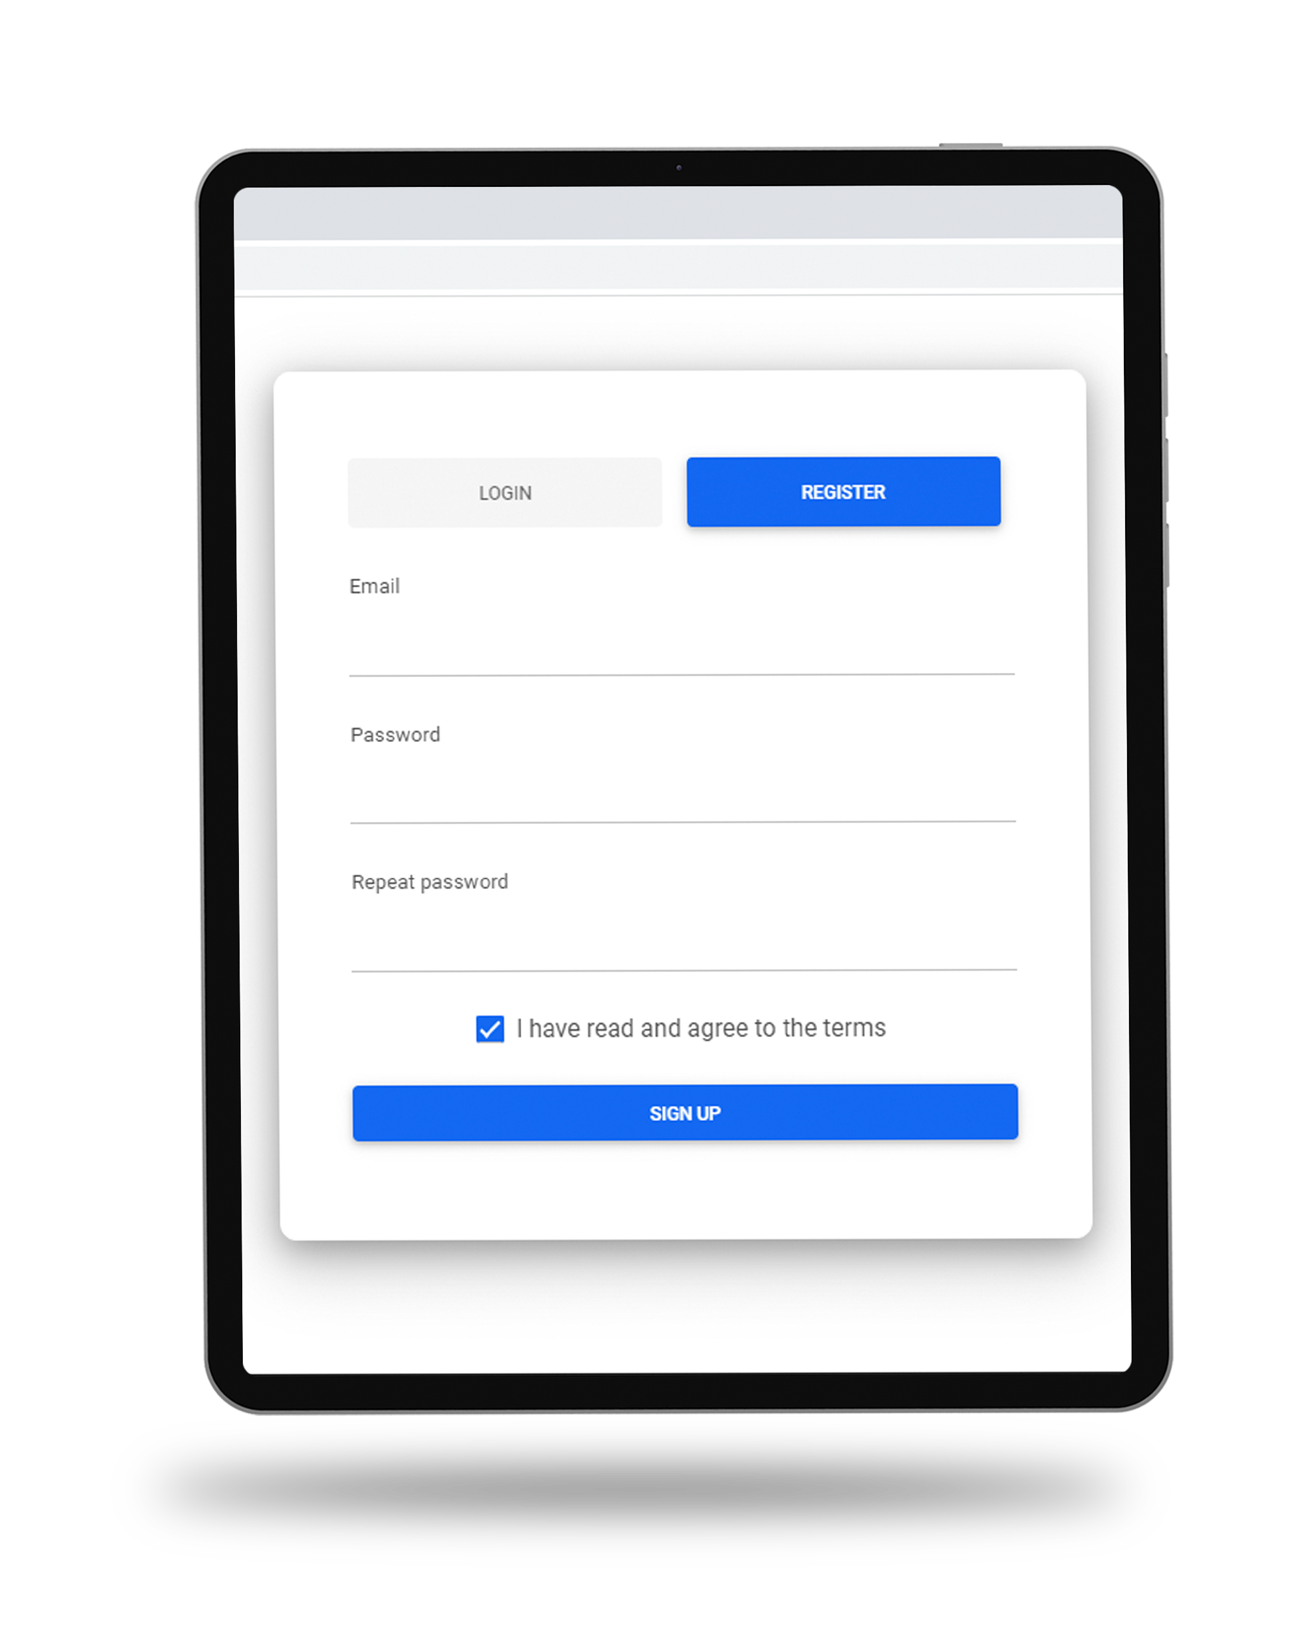 LOGIN
REGISTER
Email
Password
Repeat password
I have read and agree to the terms
SIGN UP